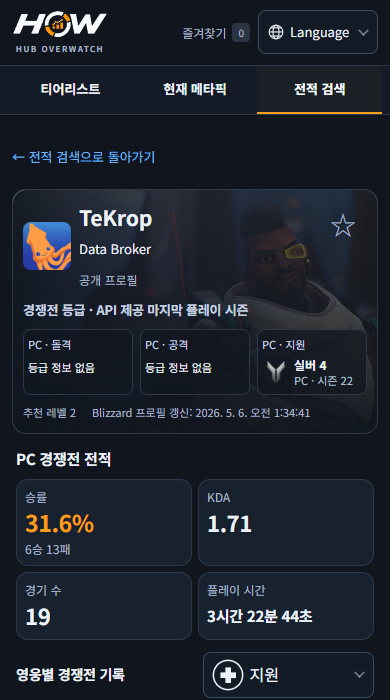 HOW
HUB OVERWATCH
즐겨찾기 0
Language
티어리스트 현재 메타픽 전적 검색
← 전적 검색으로 돌아가기
TeKrop
Data Broker
공개 프로필
경쟁전 등급 · API 제공 마지막 플레이 시즌
PC · 돌격
등급 정보 없음
PC · 공격
등급 정보 없음
PC · 지원
실버 4
PC · 시즌 22
추천 레벨 2 Blizzard 프로필 갱신: 2026. 5. 6. 오전 1:34:41
PC 경쟁전 전적
승률
31.6%
6승 13패
KDA
1.71
경기 수
19
플레이 시간
3시간 22분 44초
영웅별 경쟁전 기록
지원